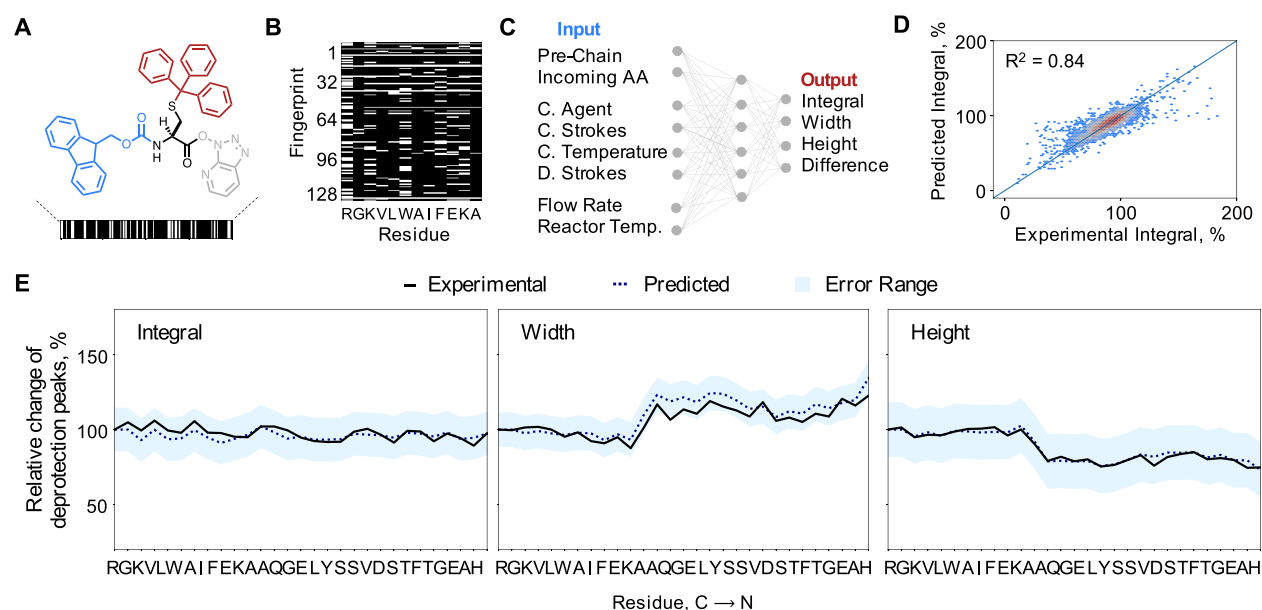 A
S
H
O
O
O
N
H
O
N
N
N
N
B
Fingerprint
1
32
64
96
128
RGKVLWAIFEKA
Residue
C
Input
Pre-Chain
Incoming AA
C. Agent
C. Strokes
C. Temperature
D. Strokes
Flow Rate
Reactor Temp.
Output
Integral
Width
Height
Difference
D
R² = 0.84
Predicted Integral, %
200
100
0
0 100 200
Experimental Integral, %
E
Experimental Predicted Error Range
Relative change of
deprotection peaks, %
150
100
50
Integral
Width
Height
RGKVLWAIFEKAAQGELYSSVDSTFTGEAH
RGKVLWAIFEKAAQGELYSSVDSTFTGEAH
RGKVLWAIFEKAAQGELYSSVDSTFTGEAH
Residue, C → N